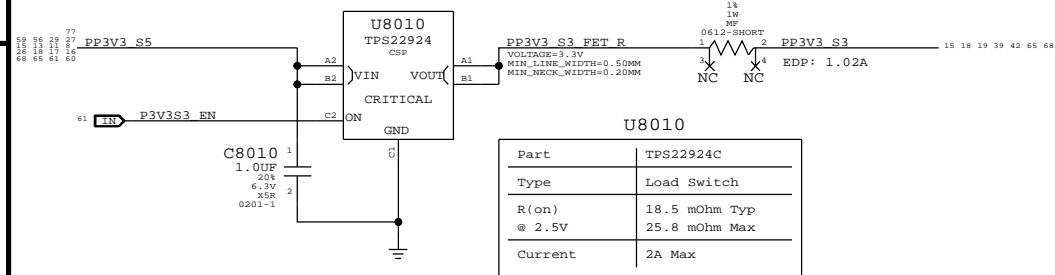 77
59 56 29 27
15 13 11 8
26 18 17 16
68 65 61 60
PP3V3_S5
U8010
TPS22924
CSP
A2
B2
VIN
VOUT
A1
B1
CRITICAL
C2
ON
GND
C1
61
IN
P3V3S3_EN
C8010
1.0UF
20%
6.3V
X5R
0201-1
1
2
PP3V3_S3_FET_R
VOLTAGE=3.3V
MIN_LINE_WIDTH=0.50MM
MIN_NECK_WIDTH=0.20MM
1%
1W
MF
0612-SHORT
1
2
3
4
NC
NC
PP3V3_S3
EDP: 1.02A
15 18 19 39 42 65 68
U8010
Part TPS22924C
Type Load Switch
R(on) 18.5 mOhm Typ
@ 2.5V 25.8 mOhm Max
Current 2A Max